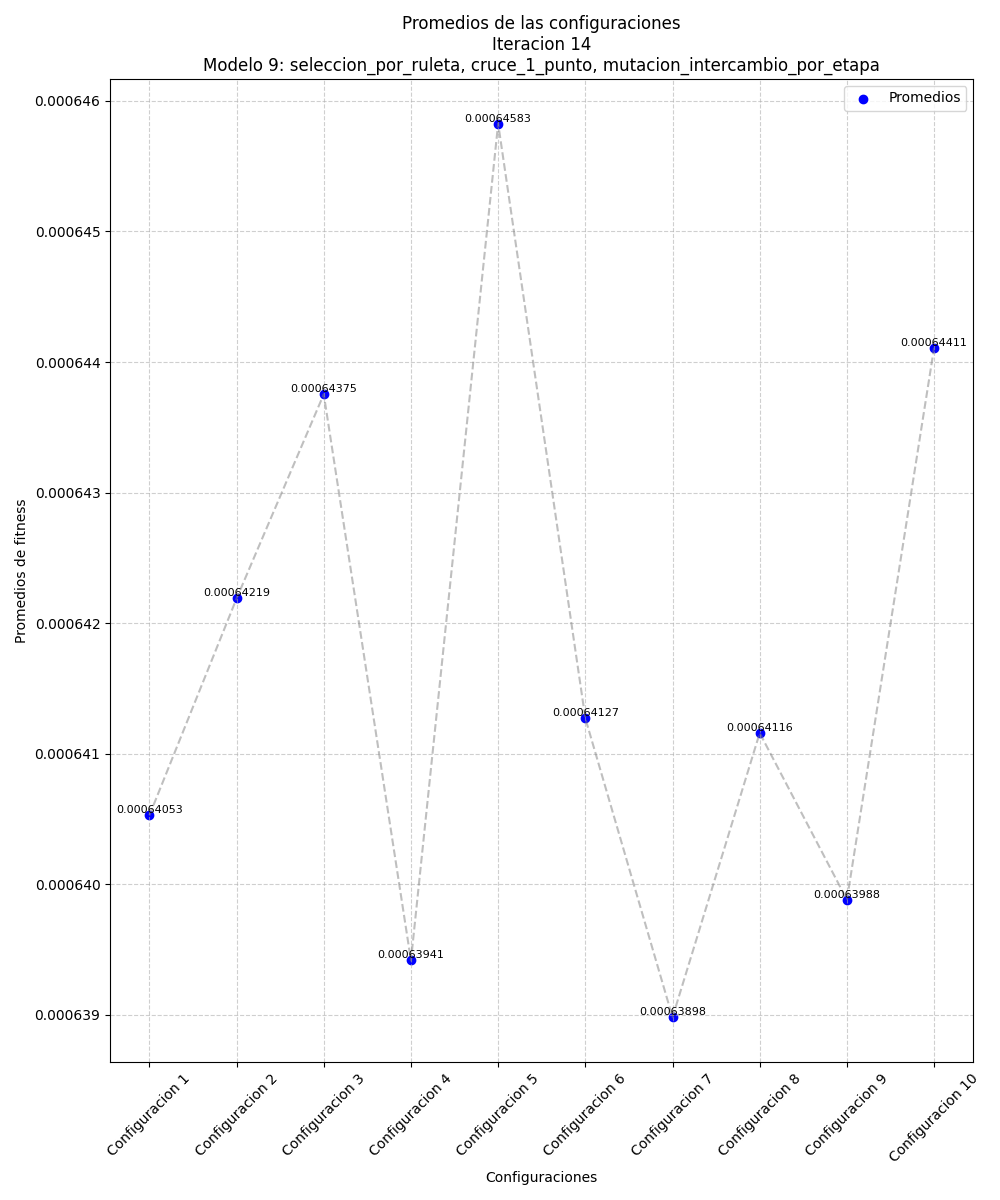 Promedios de las configuraciones
Iteracion 14
Modelo 9: seleccion_por_ruleta, cruce_1_punto, mutacion_intercambio_por_etapa
Promedios
0.000646
0.000645
0.000644
0.000643
0.000642
0.000641
0.000640
0.000639
Promedios de fitness
0.00064053
0.00064219
0.00064375
0.00063941
0.00064583
0.00064127
0.00063898
0.00064116
0.00063988
0.00064411
Configuracion 1
Configuracion 2
Configuracion 3
Configuracion 4
Configuracion 5
Configuracion 6
Configuracion 7
Configuracion 8
Configuracion 9
Configuracion 10
Configuraciones